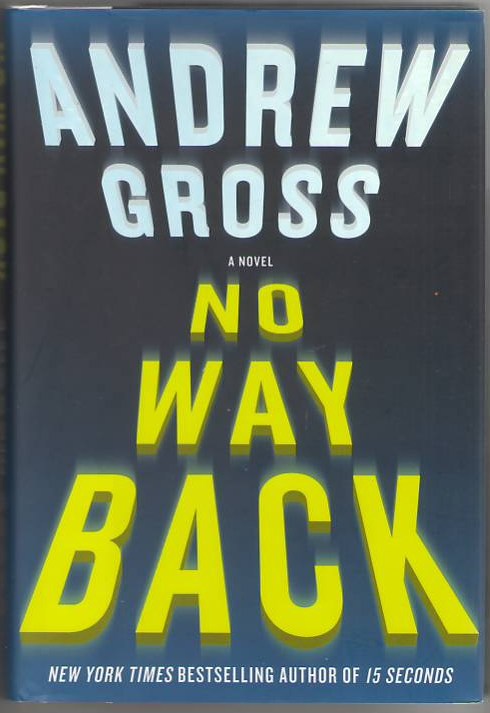 ANDREW
GROSS
A NOVEL
NO
WAY
BACK
NEW YORK TIMES BESTSELLING AUTHOR OF 15 SECONDS